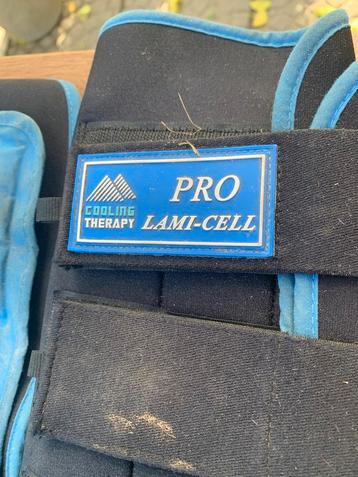 COOLING
THERAPY
PRO
LAMI-CELL